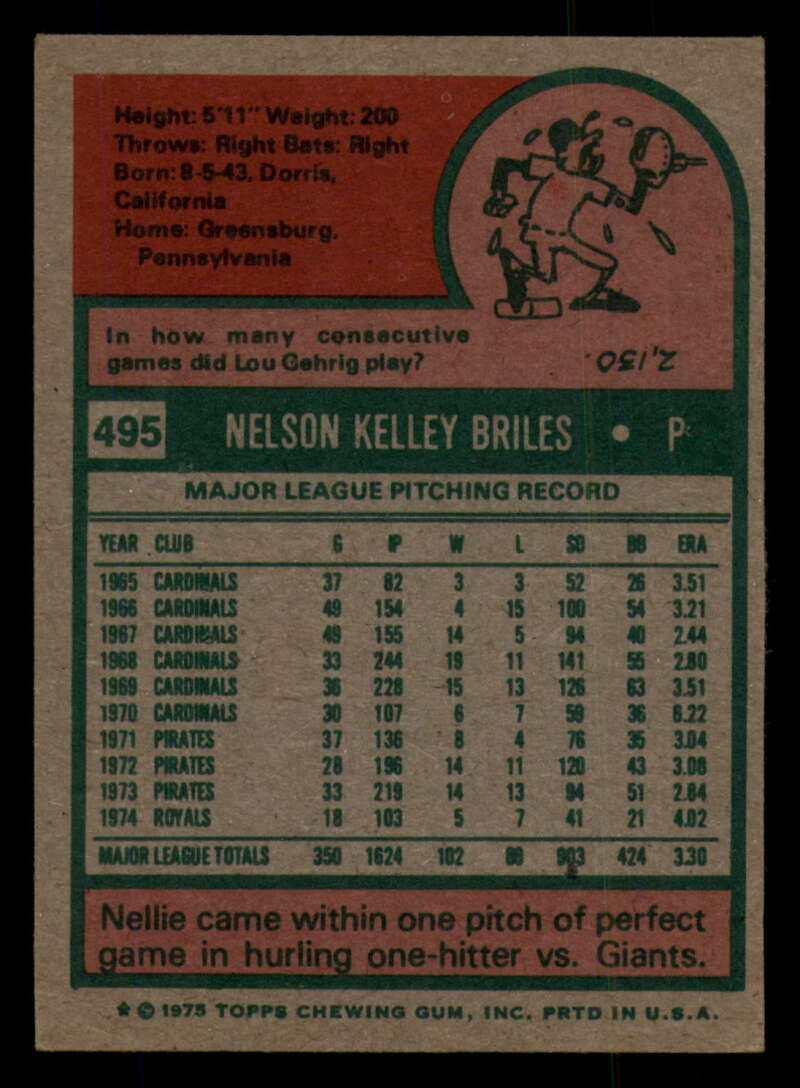 Height: 5'11" Weight: 200
Throws: Right Bats: Right
Born: 8-5-43, Dorris,
California
Home: Greensburg,
Pennsylvania
In how many consecutive
games did Lou Gehrig play?
2,130.
495 NELSON KELLEY BRILES • P
MAJOR LEAGUE PITCHING RECORD
YEAR CLUB G IP W L SO BB ERA
1965 CARDINALS 37 82 3 3 52 26 3.51
1966 CARDINALS 49 154 4 15 100 54 3.21
1967 CARDINALS 49 155 14 5 94 40 2.44
1968 CARDINALS 33 244 19 11 141 55 2.80
1969 CARDINALS 36 228 15 13 126 63 3.51
1970 CARDINALS 30 107 6 7 59 36 6.22
1971 PIRATES 37 136 8 4 76 35 3.04
1972 PIRATES 28 196 14 11 120 43 3.08
1973 PIRATES 33 219 14 13 94 51 2.84
1974 ROYALS 18 103 5 7 41 21 4.02
MAJOR LEAGUE TOTALS 350 1624 102 89 903 424 3.30
Nellie came within one pitch of perfect
game in hurling one-hitter vs. Giants.
★ © 1975 TOPPS CHEWING GUM, INC. PRTD IN U.S.A.